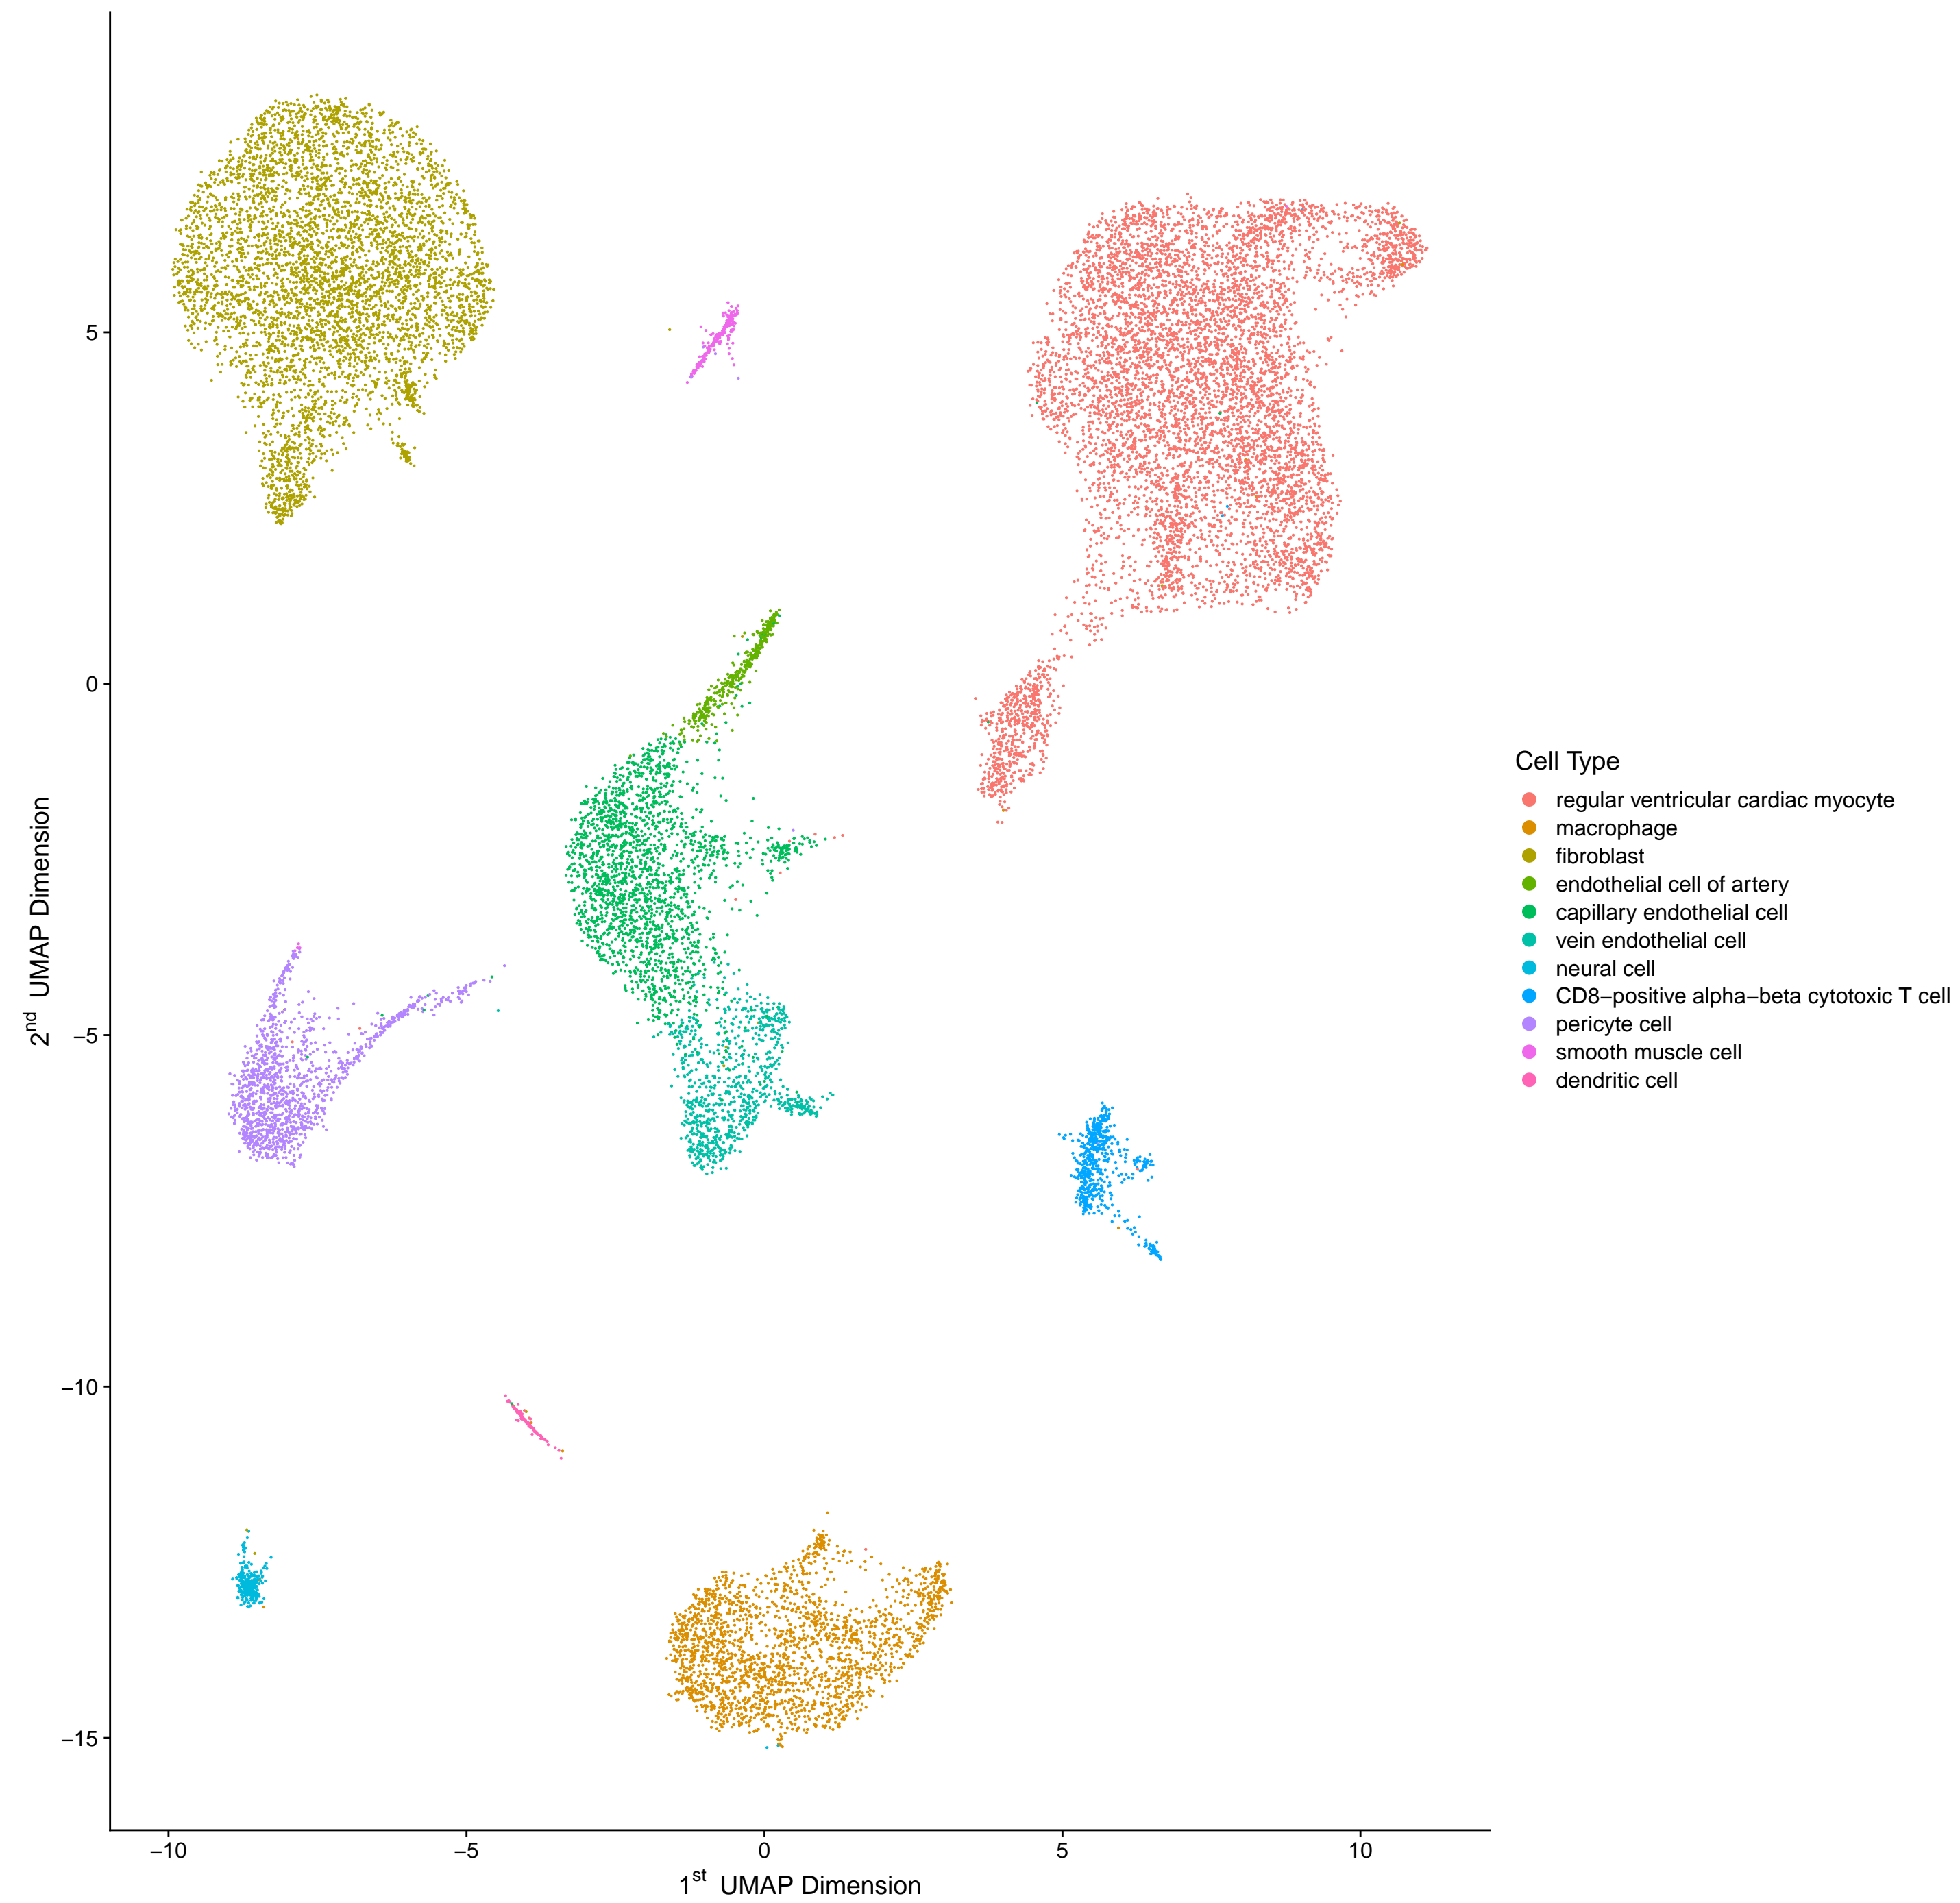 5
0
−5
−10
−15
2nd UMAP Dimension
−10 −5 0 5 10
1st UMAP Dimension
Cell Type
regular ventricular cardiac myocyte
macrophage
fibroblast
endothelial cell of artery
capillary endothelial cell
vein endothelial cell
neural cell
CD8−positive alpha−beta cytotoxic T cell
pericyte cell
smooth muscle cell
dendritic cell